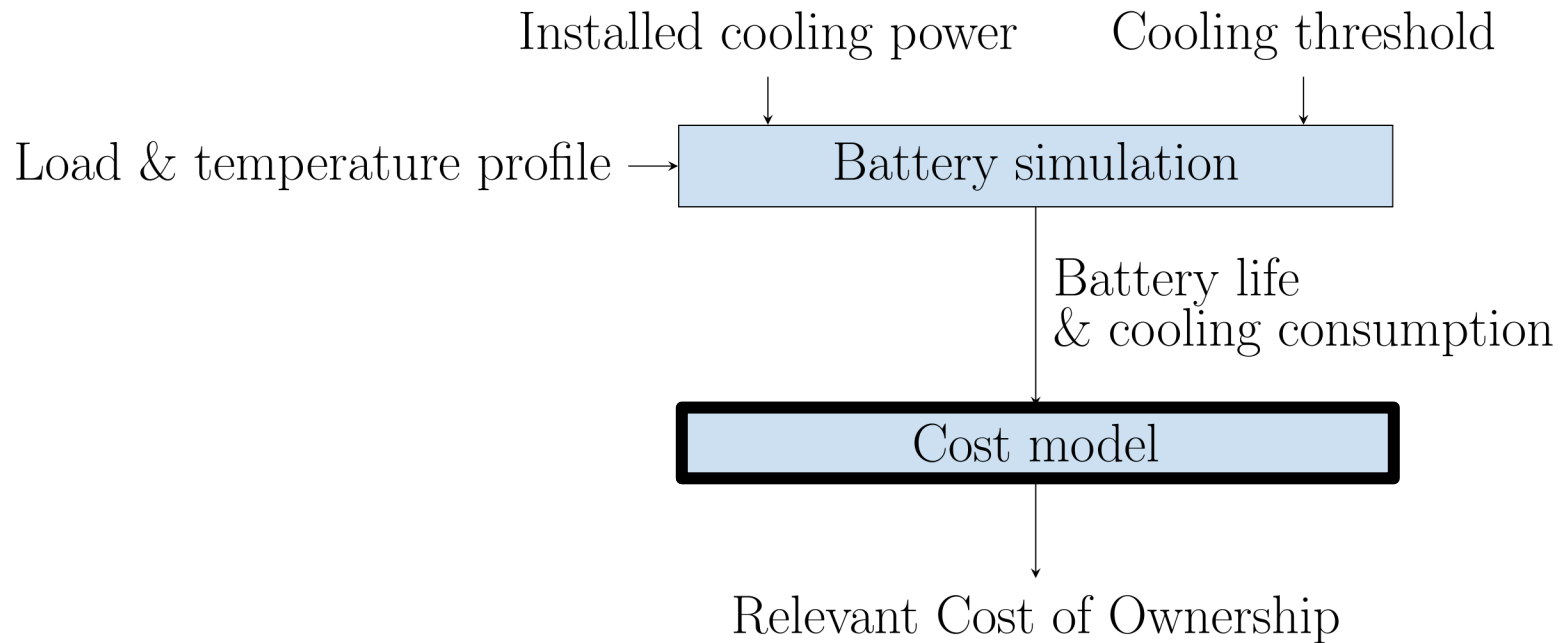 Installed cooling power
Cooling threshold
Load & temperature profile
Battery simulation
Battery life
& cooling consumption
Cost model
Relevant Cost of Ownership